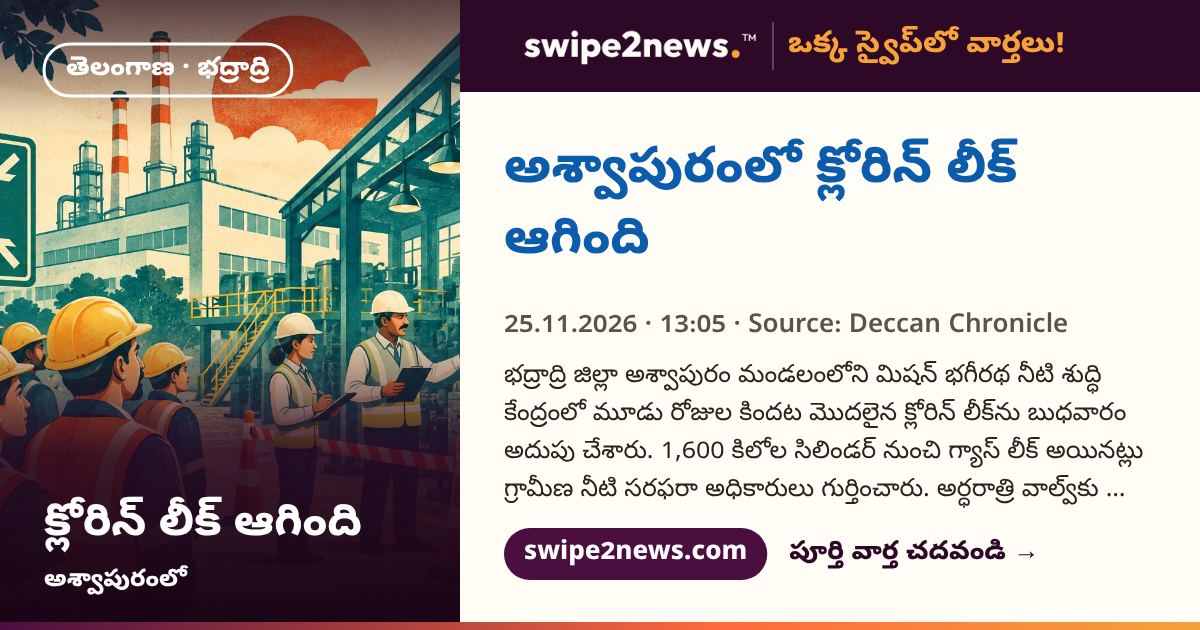 తెలంగాణ · భద్రాద్రి
swipe2news.™
ఒక్క స్వైప్‌లో వార్తలు!
అశ్వాపురంలో క్లోరిన్ లీక్
ఆగింది
25.11.2026 · 13:05 · Source: Deccan Chronicle
భద్రాద్రి జిల్లా అశ్వాపురం మండలంలోని మిషన్ భగీరథ నీటి శుద్ధి
కేంద్రంలో మూడు రోజుల కిందట మొదలైన క్లోరిన్ లీక్‌ను బుధవారం
అదుపు చేశారు. 1,600 కిలోల సిలిండర్ నుంచి గ్యాస్ లీక్ అయినట్లు
గ్రామీణ నీటి సరఫరా అధికారులు గుర్తించారు. అర్ధరాత్రి వాల్వ్‌కు ...
క్లోరిన్ లీక్ ఆగింది
అశ్వాపురంలో
swipe2news.com
పూర్తి వార్త చదవండి →